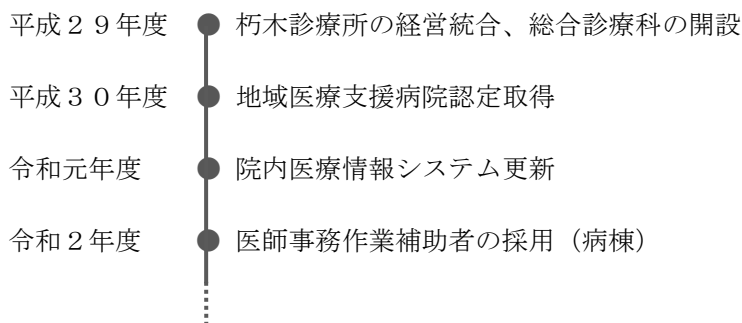 平成２９年度 朽木診療所の経営統合、総合診療科の開設
平成３０年度 地域医療支援病院認定取得
令和元年度 院内医療情報システム更新
令和２年度 医師事務作業補助者の採用（病棟）